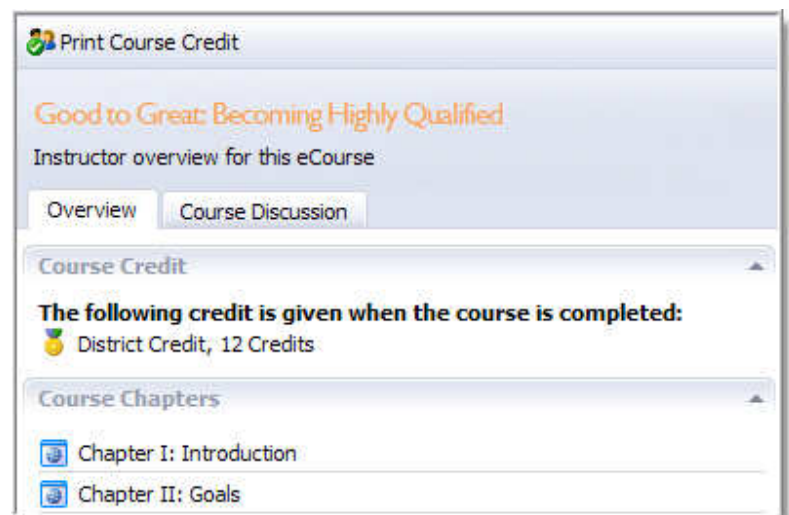 Print Course Credit
Good to Great: Becoming Highly Qualified
Instructor overview for this eCourse
Overview
Course Discussion
Course Credit
The following credit is given when the course is completed:
District Credit, 12 Credits
Course Chapters
Chapter I: Introduction
Chapter II: Goals